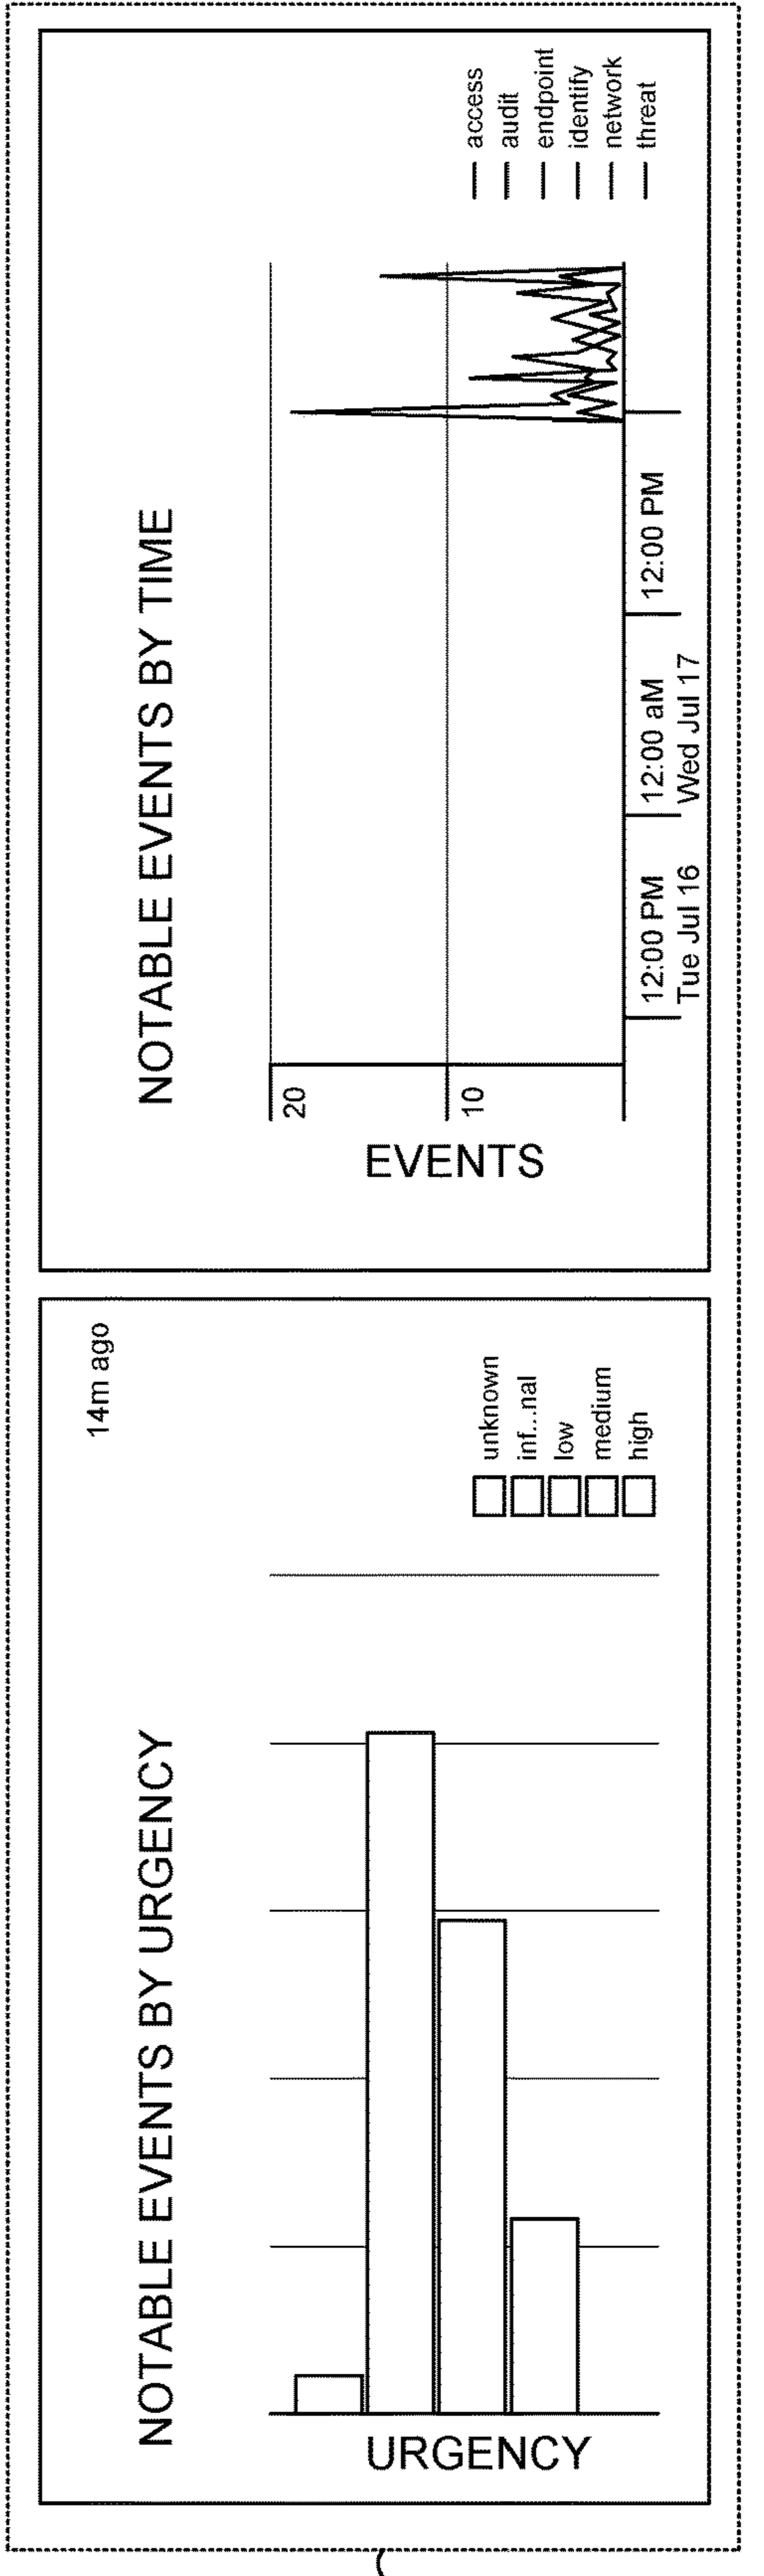 NOTABLE EVENTS BY URGENCY
14m ago
URGENCY
unknown
inf...nal
low
medium
high
NOTABLE EVENTS BY TIME
EVENTS
20
10
12:00 PM
Tue Jul 16
12:00 aM
Wed Jul 17
12:00 PM
access
audit
endpoint
identify
network
threat